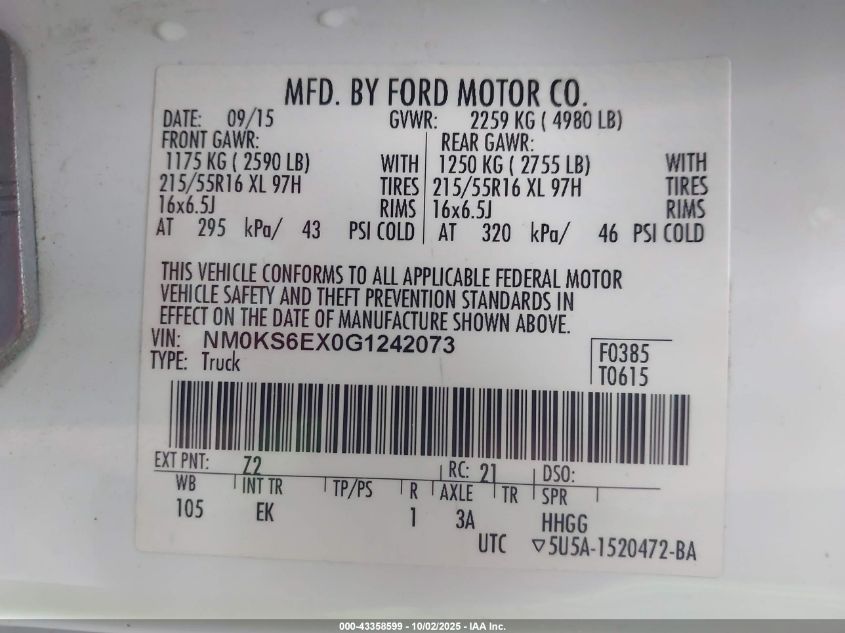 MFD. BY FORD MOTOR CO.
DATE: 09/15 GVWR: 2259 KG ( 4980 LB)
FRONT GAWR: REAR GAWR:
1175 KG ( 2590 LB) WITH 1250 KG ( 2755 LB) WITH
215/55R16 XL 97H TIRES 215/55R16 XL 97H TIRES
16x6.5J RIMS 16x6.5J RIMS
AT 295 kPa/ 43 PSI COLD AT 320 kPa/ 46 PSI COLD
THIS VEHICLE CONFORMS TO ALL APPLICABLE FEDERAL MOTOR
VEHICLE SAFETY AND THEFT PREVENTION STANDARDS IN
EFFECT ON THE DATE OF MANUFACTURE SHOWN ABOVE.
VIN: NM0KS6EX0G1242073 F0385
TYPE: Truck T0615
EXT PNT: Z2 RC: 21 DSO:
WB INT TR TP/PS R AXLE TR SPR
105 EK 1 3A HHGG
UTC ▽5U5A-1520472-BA
000-43358599 - 10/02/2025 - IAA Inc.